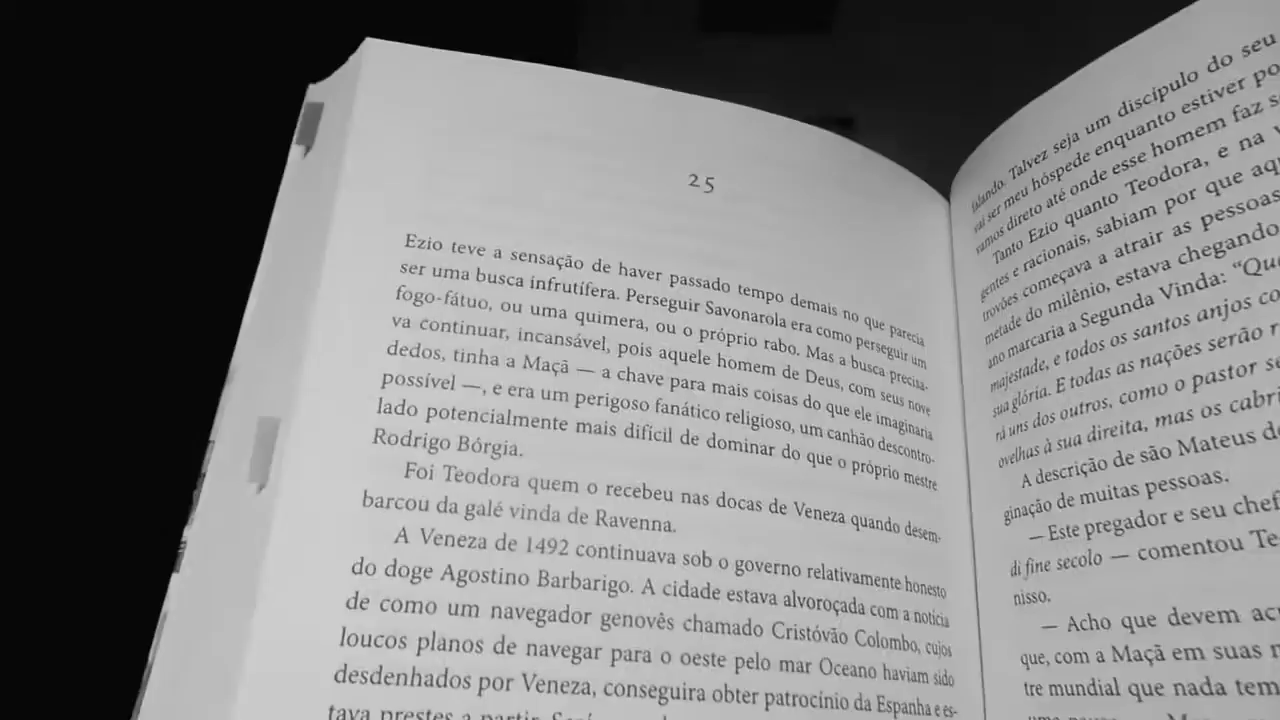 25
Ezio teve a sensação de haver passado tempo demais no que parecia
ser uma busca infrutífera. Perseguir Savonarola era como perseguir um
fogo-fátuo, ou uma quimera, ou o próprio rabo. Mas a busca precisa-
va continuar, incansável, pois aquele homem de Deus, com seus nove
dedos, tinha a Maçã — a chave para mais coisas do que ele imaginaria
possível —, e era um perigoso fanático religioso, um canhão descontro-
lado potencialmente mais difícil de dominar do que o próprio mestre
Rodrigo Bórgia.
Foi Teodora quem o recebeu nas docas de Veneza quando desem-
barcou da galé vinda de Ravenna.
A Veneza de 1492 continuava sob o governo relativamente honesto
do doge Agostino Barbarigo. A cidade estava alvoroçada com a notícia
de como um navegador genovês chamado Cristóvão Colombo, cujos
loucos planos de navegar para o oeste pelo mar Oceano haviam sido
desdenhados por Veneza, conseguira obter patrocínio da Espanha e es-
tava prestes a partir.
falando. Talvez seja um discípulo do seu
vai ser meu hóspede enquanto estiver po
vamos direto até onde esse homem faz s
Tanto Ezio quanto Teodora, e na v
gentes e racionais, sabiam por que aqu
trovões começava a atrair as pessoas
metade do milênio, estava chegando
ano marcaria a Segunda Vinda: “Qu
majestade, e todos os santos anjos co
sua glória. E todas as nações serão r
rá uns dos outros, como o pastor se
ovelhas à sua direita, mas os cabri
A descrição de são Mateus d
ginação de muitas pessoas.
— Este pregador e seu chef
di fine secolo — comentou Te
nisso.
— Acho que devem ac
que, com a Maçã em suas m
tre mundial que nada tem